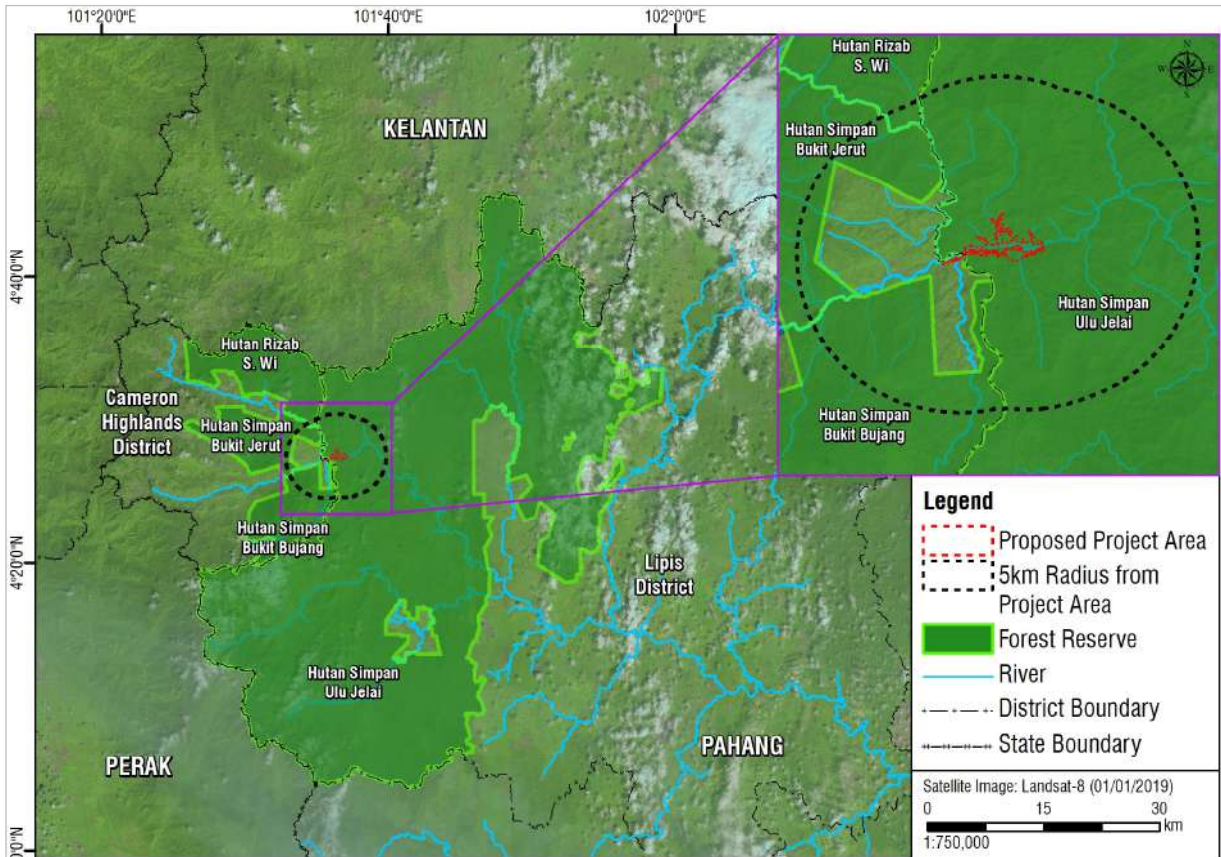 101°20'0"E
101°40'0"E
102°0'0"E
4°40'0"N
4°20'0"N
0°0"N
KELANTAN
Hutan Rizab
S. Wi
Cameron
Highlands
District
Hutan Simpan
Bukit Jerut
Hutan Simpan
Bukit Bujang
Lipis
District
Hutan Simpan
Ulu Jelai
PERAK
PAHANG
Hutan Rizab
S. Wi
N
W
E
S
Hutan Simpan
Bukit Jerut
Hutan Simpan
Ulu Jelai
Hutan Simpan
Bukit Bujang
Legend
Proposed Project Area
5km Radius from
Project Area
Forest Reserve
River
District Boundary
State Boundary
Satellite Image: Landsat-8 (01/01/2019)
0 15 30
km
1:750,000